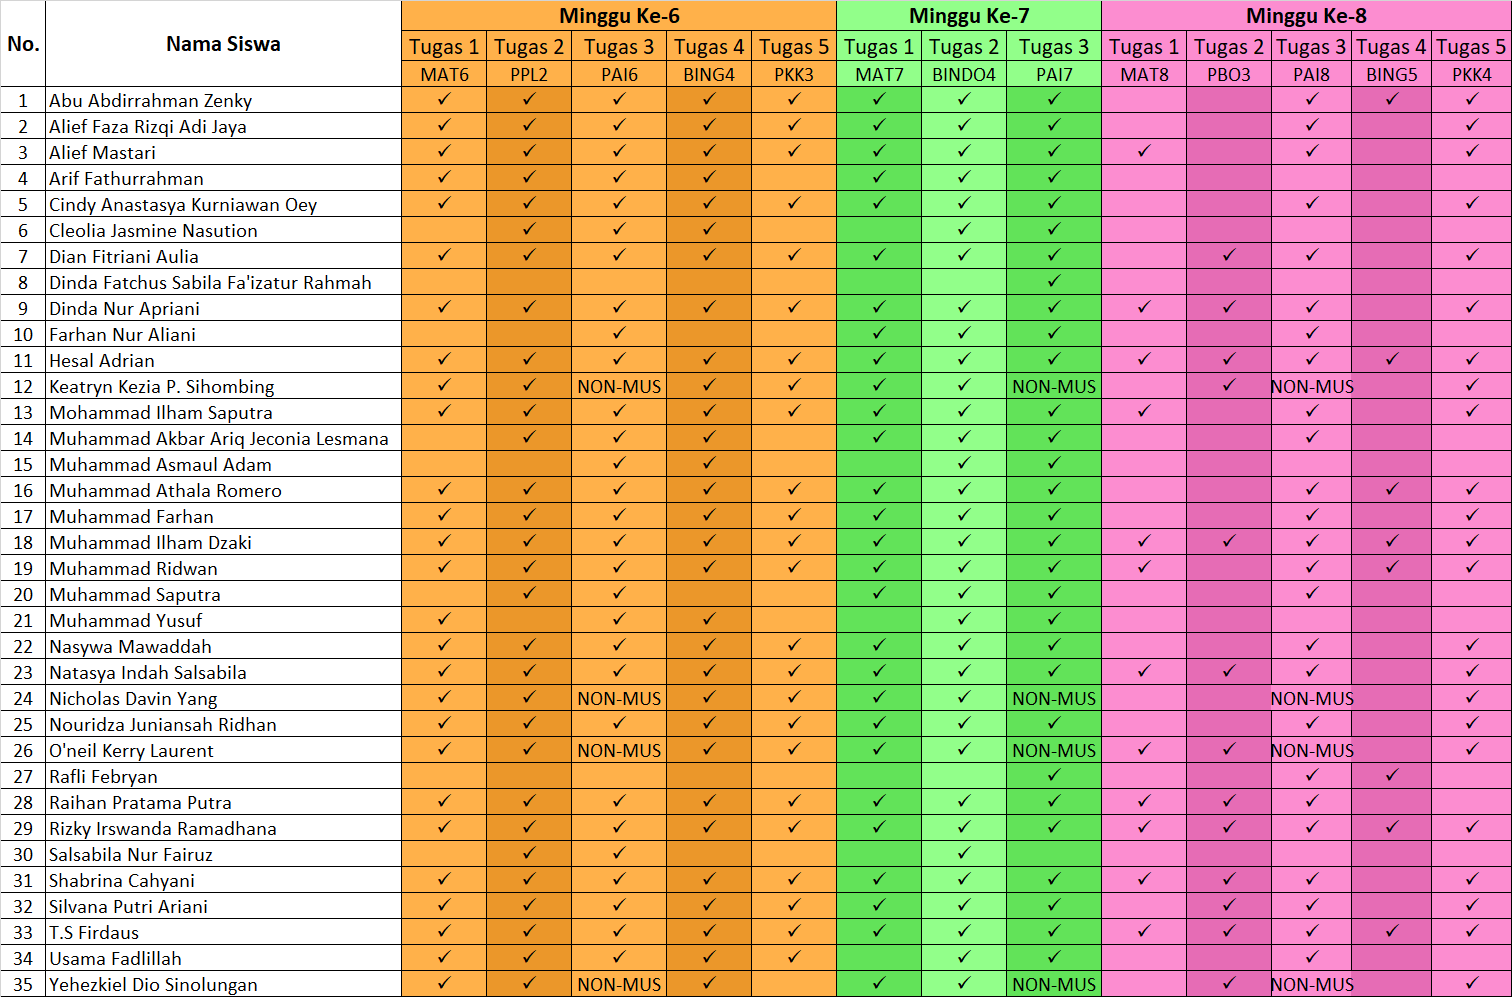 No. Nama Siswa Minggu Ke-6 Minggu Ke-7 Minggu Ke-8
Tugas 1 Tugas 2 Tugas 3 Tugas 4 Tugas 5 Tugas 1 Tugas 2 Tugas 3 Tugas 1 Tugas 2 Tugas 3 Tugas 4 Tugas 5
MAT6 PPL2 PAI6 BING4 PKK3 MAT7 BINDO4 PAI7 MAT8 PBO3 PAI8 BING5 PKK4
1 Abu Abdirrahman Zenky ✓ ✓ ✓ ✓ ✓ ✓ ✓ ✓ ✓ ✓ ✓
2 Alief Faza Rizqi Adi Jaya ✓ ✓ ✓ ✓ ✓ ✓ ✓ ✓ ✓ ✓
3 Alief Mastari ✓ ✓ ✓ ✓ ✓ ✓ ✓ ✓ ✓ ✓ ✓
4 Arif Fathurrahman ✓ ✓ ✓ ✓ ✓ ✓ ✓
5 Cindy Anastasya Kurniawan Oey ✓ ✓ ✓ ✓ ✓ ✓ ✓ ✓ ✓ ✓
6 Cleolia Jasmine Nasution ✓ ✓ ✓ ✓ ✓
7 Dian Fitriani Aulia ✓ ✓ ✓ ✓ ✓ ✓ ✓ ✓ ✓ ✓ ✓
8 Dinda Fatchus Sabila Fa'izatur Rahmah ✓
9 Dinda Nur Apriani ✓ ✓ ✓ ✓ ✓ ✓ ✓ ✓ ✓ ✓ ✓ ✓
10 Farhan Nur Aliani ✓ ✓ ✓ ✓ ✓
11 Hesal Adrian ✓ ✓ ✓ ✓ ✓ ✓ ✓ ✓ ✓ ✓ ✓ ✓ ✓
12 Keatryn Kezia P. Sihombing ✓ ✓ NON-MUS ✓ ✓ ✓ ✓ NON-MUS ✓ NON-MUS ✓
13 Mohammad Ilham Saputra ✓ ✓ ✓ ✓ ✓ ✓ ✓ ✓ ✓ ✓ ✓
14 Muhammad Akbar Ariq Jeconia Lesmana ✓ ✓ ✓ ✓ ✓ ✓ ✓
15 Muhammad Asmaul Adam ✓ ✓ ✓ ✓
16 Muhammad Athala Romero ✓ ✓ ✓ ✓ ✓ ✓ ✓ ✓ ✓ ✓ ✓
17 Muhammad Farhan ✓ ✓ ✓ ✓ ✓ ✓ ✓ ✓ ✓ ✓
18 Muhammad Ilham Dzaki ✓ ✓ ✓ ✓ ✓ ✓ ✓ ✓ ✓ ✓ ✓ ✓ ✓
19 Muhammad Ridwan ✓ ✓ ✓ ✓ ✓ ✓ ✓ ✓ ✓ ✓ ✓ ✓
20 Muhammad Saputra ✓ ✓ ✓ ✓ ✓ ✓
21 Muhammad Yusuf ✓ ✓ ✓ ✓ ✓
22 Nasywa Mawaddah ✓ ✓ ✓ ✓ ✓ ✓ ✓ ✓ ✓ ✓
23 Natasya Indah Salsabila ✓ ✓ ✓ ✓ ✓ ✓ ✓ ✓ ✓ ✓ ✓ ✓
24 Nicholas Davin Yang ✓ ✓ NON-MUS ✓ ✓ ✓ ✓ NON-MUS NON-MUS ✓
25 Nouridza Juniansah Ridhan ✓ ✓ ✓ ✓ ✓ ✓ ✓ ✓ ✓ ✓
26 O'neil Kerry Laurent ✓ ✓ NON-MUS ✓ ✓ ✓ ✓ NON-MUS ✓ ✓ NON-MUS ✓
27 Rafli Febryan ✓ ✓ ✓
28 Raihan Pratama Putra ✓ ✓ ✓ ✓ ✓ ✓ ✓ ✓ ✓ ✓ ✓
29 Rizky Irswanda Ramadhana ✓ ✓ ✓ ✓ ✓ ✓ ✓ ✓ ✓ ✓ ✓ ✓ ✓
30 Salsabila Nur Fairuz ✓ ✓ ✓
31 Shabrina Cahyani ✓ ✓ ✓ ✓ ✓ ✓ ✓ ✓ ✓ ✓ ✓ ✓
32 Silvana Putri Ariani ✓ ✓ ✓ ✓ ✓ ✓ ✓ ✓ ✓ ✓ ✓
33 T.S Firdaus ✓ ✓ ✓ ✓ ✓ ✓ ✓ ✓ ✓ ✓ ✓ ✓ ✓
34 Usama Fadlillah ✓ ✓ ✓ ✓ ✓ ✓ ✓ ✓
35 Yehezkiel Dio Sinolungan ✓ ✓ NON-MUS ✓ ✓ ✓ NON-MUS ✓ NON-MUS ✓